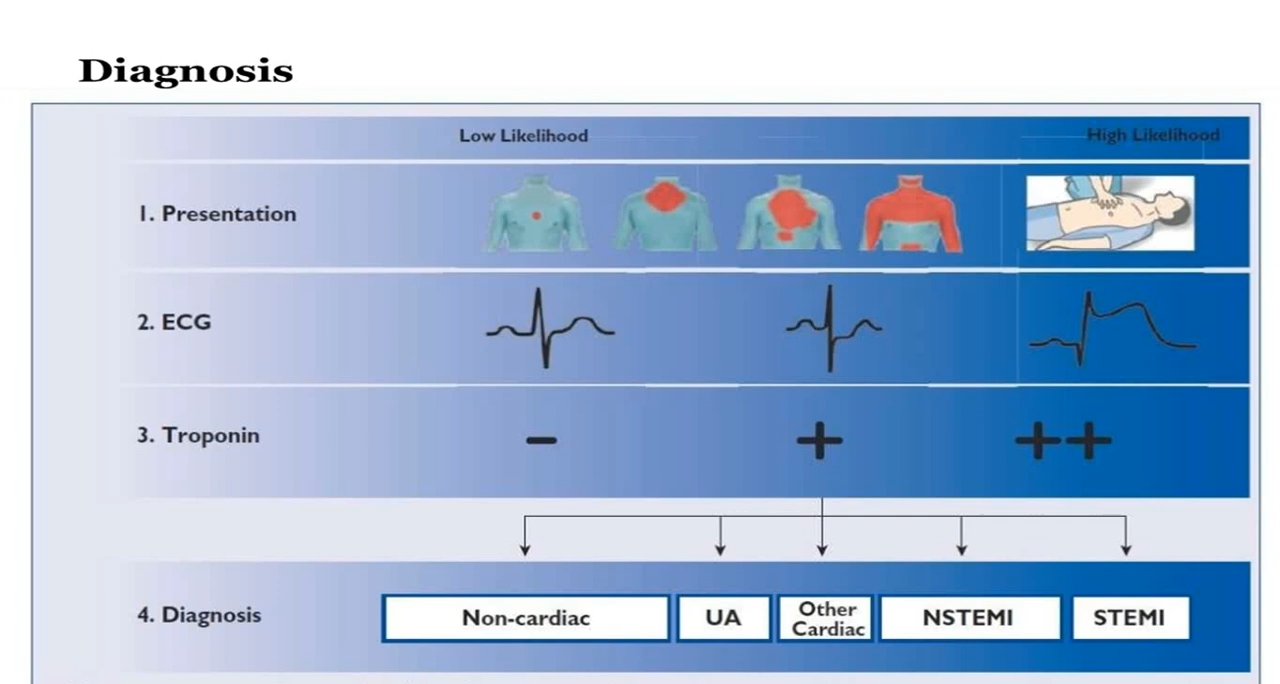 Diagnosis
Low Likelihood
High Likelihood
1. Presentation
2. ECG
3. Troponin
−
+
++
4. Diagnosis
Non-cardiac
UA
Other
Cardiac
NSTEMI
STEMI